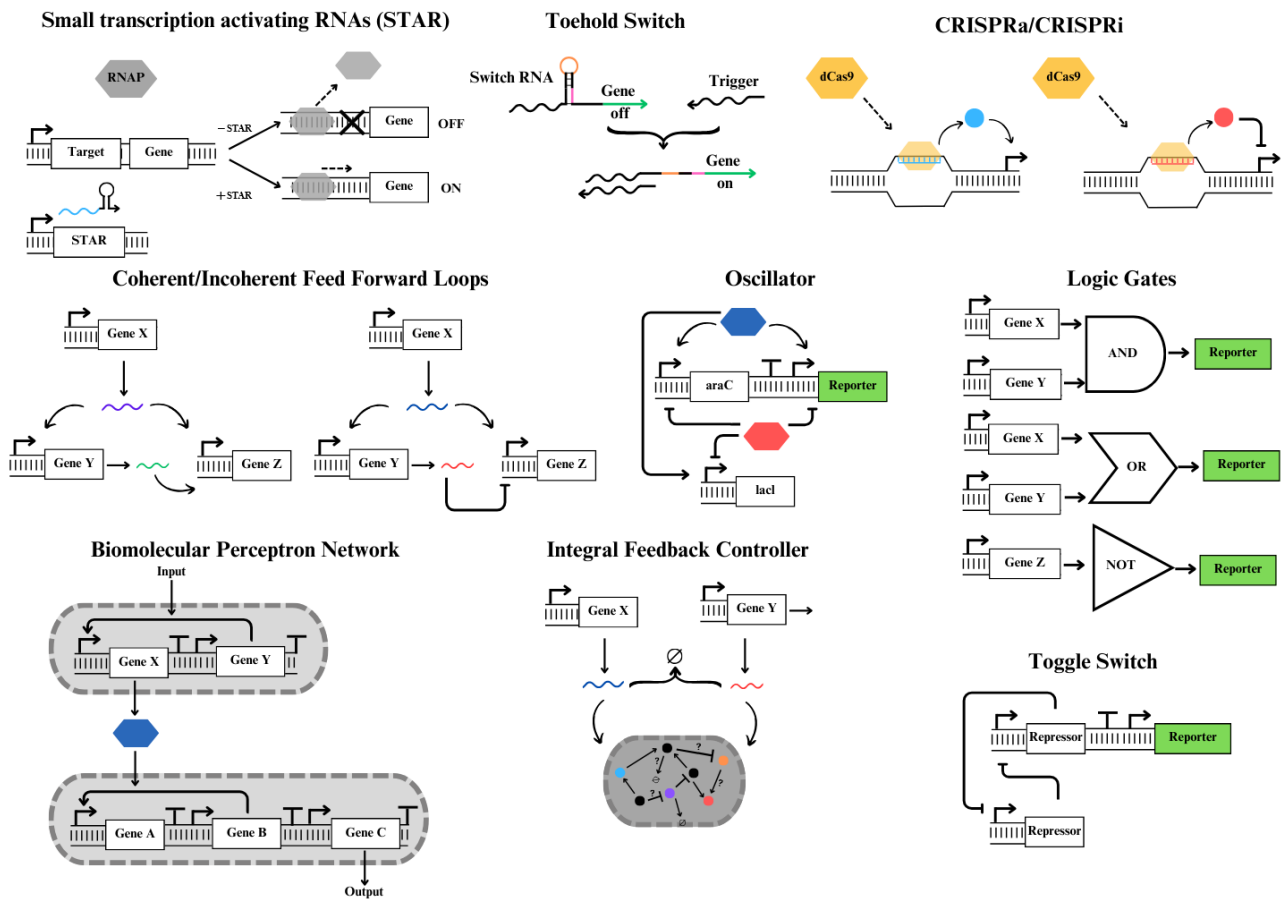 Small transcription activating RNAs (STAR)
RNAP
Target
Gene
−STAR
+STAR
Gene
OFF
Gene
ON
STAR
Toehold Switch
Switch RNA
Gene
off
Trigger
Gene
on
CRISPRa/CRISPRi
dCas9
dCas9
Coherent/Incoherent Feed Forward Loops
Gene X
Gene Y
Gene Z
Gene X
Gene Y
Gene Z
Oscillator
araC
Reporter
lacl
Logic Gates
Gene X
Gene Y
AND
Reporter
Gene X
Gene Y
OR
Reporter
Gene Z
NOT
Reporter
Biomolecular Perceptron Network
Input
Gene X
Gene Y
Gene A
Gene B
Gene C
Output
Integral Feedback Controller
Gene X
Gene Y
∅
?
?
?
?
∅
∅
Toggle Switch
Repressor
Reporter
Repressor